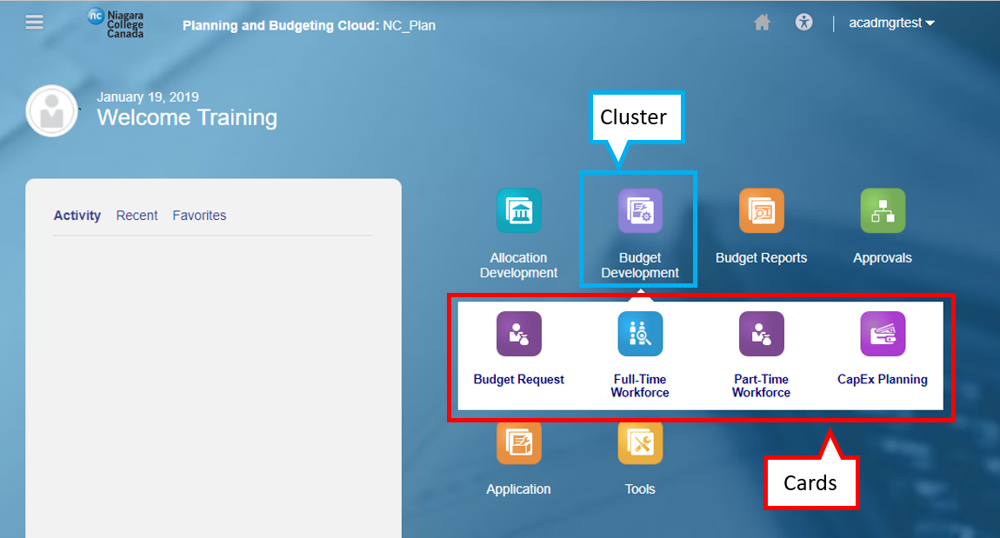 nc Niagara
College
Canada
Planning and Budgeting Cloud: NC_Plan
acadmgrtest
January 19, 2019
Welcome Training
Cluster
Activity Recent Favorites
Allocation
Development
Budget
Development
Budget Reports
Approvals
Budget Request
Full-Time
Workforce
Part-Time
Workforce
CapEx Planning
Application
Tools
Cards